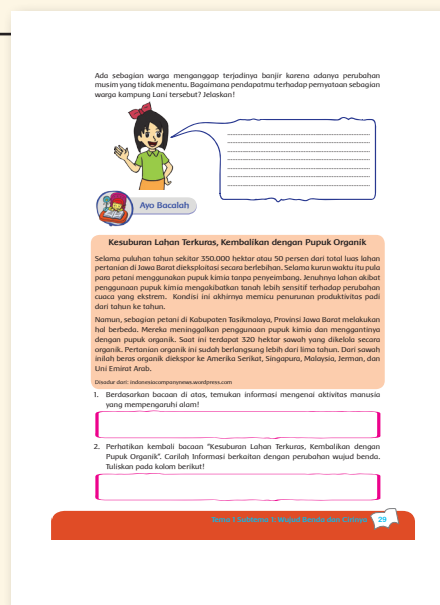 Ada sebagian warga menganggap terjadinya banjir karena adanya perubahan
musim yang tidak menentu. Bagaimana pendapatmu terhadap pernyataan sebagian
warga kampung Lani tersebut? Jelaskan!
Ayo Bacalah
Kesuburan Lahan Terkuras, Kembalikan dengan Pupuk Organik
Selama puluhan tahun sekitar 350.000 hektar atau 50 persen dari total luas lahan
pertanian di Jawa Barat dieksploitasi secara berlebihan. Selama kurun waktu itu pula
para petani menggunakan pupuk kimia tanpa penyeimbang. Jenuhnya lahan akibat
penggunaan pupuk kimia mengakibatkan tanah lebih sensitif terhadap perubahan
cuaca yang ekstrem. Kondisi ini akhirnya memicu penurunan produktivitas padi
dari tahun ke tahun.
Namun, sebagian petani di Kabupaten Tasikmalaya, Provinsi Jawa Barat melakukan
hal berbeda. Mereka meninggalkan penggunaan pupuk kimia dan menggantinya
dengan pupuk organik. Saat ini terdapat 320 hektar sawah yang dikelola secara
organik. Pertanian organik ini sudah berlangsung lebih dari lima tahun. Dari sawah
inilah beras organik diekspor ke Amerika Serikat, Singapura, Malaysia, Jerman, dan
Uni Emirat Arab.
Disadur dari: indonesiacompanynews.wordpress.com
1. Berdasarkan bacaan di atas, temukan informasi mengenai aktivitas manusia
yang mempengaruhi alam!
2. Perhatikan kembali bacaan "Kesuburan Lahan Terkuras, Kembalikan dengan
Pupuk Organik". Carilah Informasi berkaitan dengan perubahan wujud benda.
Tuliskan pada kolom berikut!
29